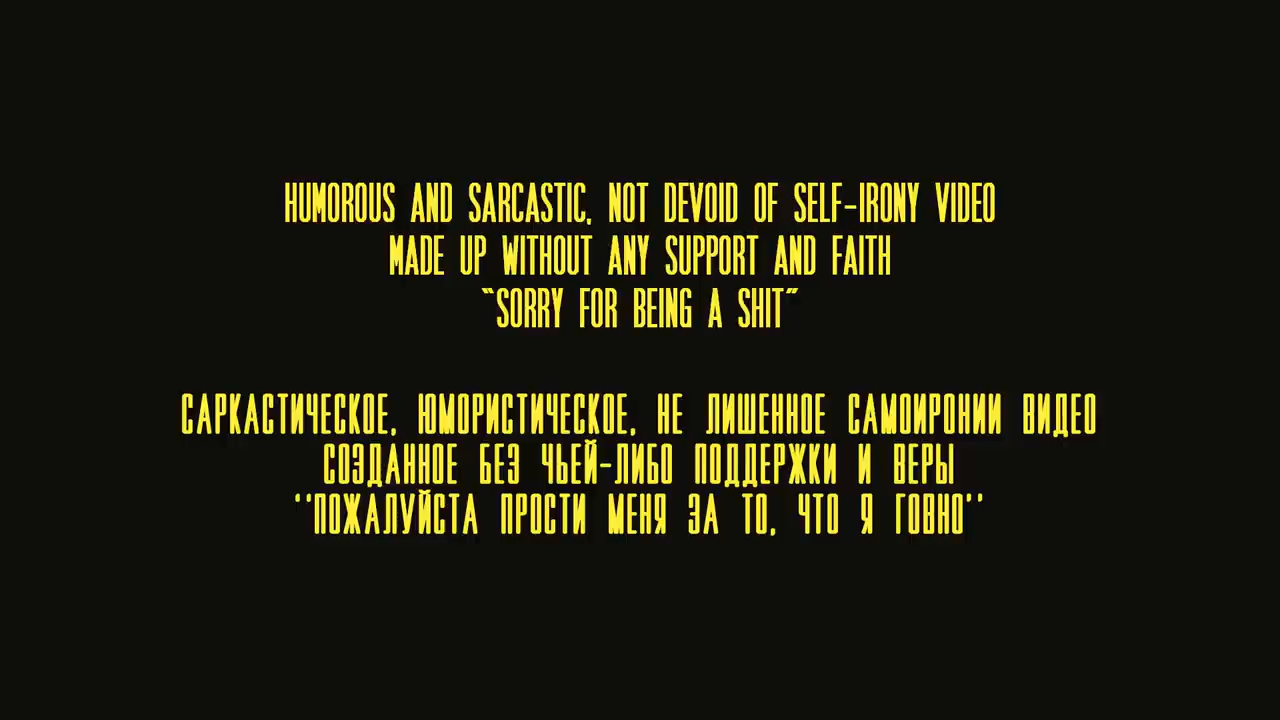 HUMOROUS AND SARCASTIC, NOT DEVOID OF SELF-IRONY VIDEO
MADE UP WITHOUT ANY SUPPORT AND FAITH
“SORRY FOR BEING A SHIT”
САРКАСТИЧЕСКОЕ, ЮМОРИСТИЧЕСКОЕ, НЕ ЛИШЕННОЕ САМОИРОНИИ ВИДЕО
СОЗДАННОЕ БЕЗ ЧЬЕЙ-ЛИБО ПОДДЕРЖКИ И ВЕРЫ
‘‘ПОЖАЛУЙСТА ПРОСТИ МЕНЯ ЗА ТО, ЧТО Я ГОВНО’’